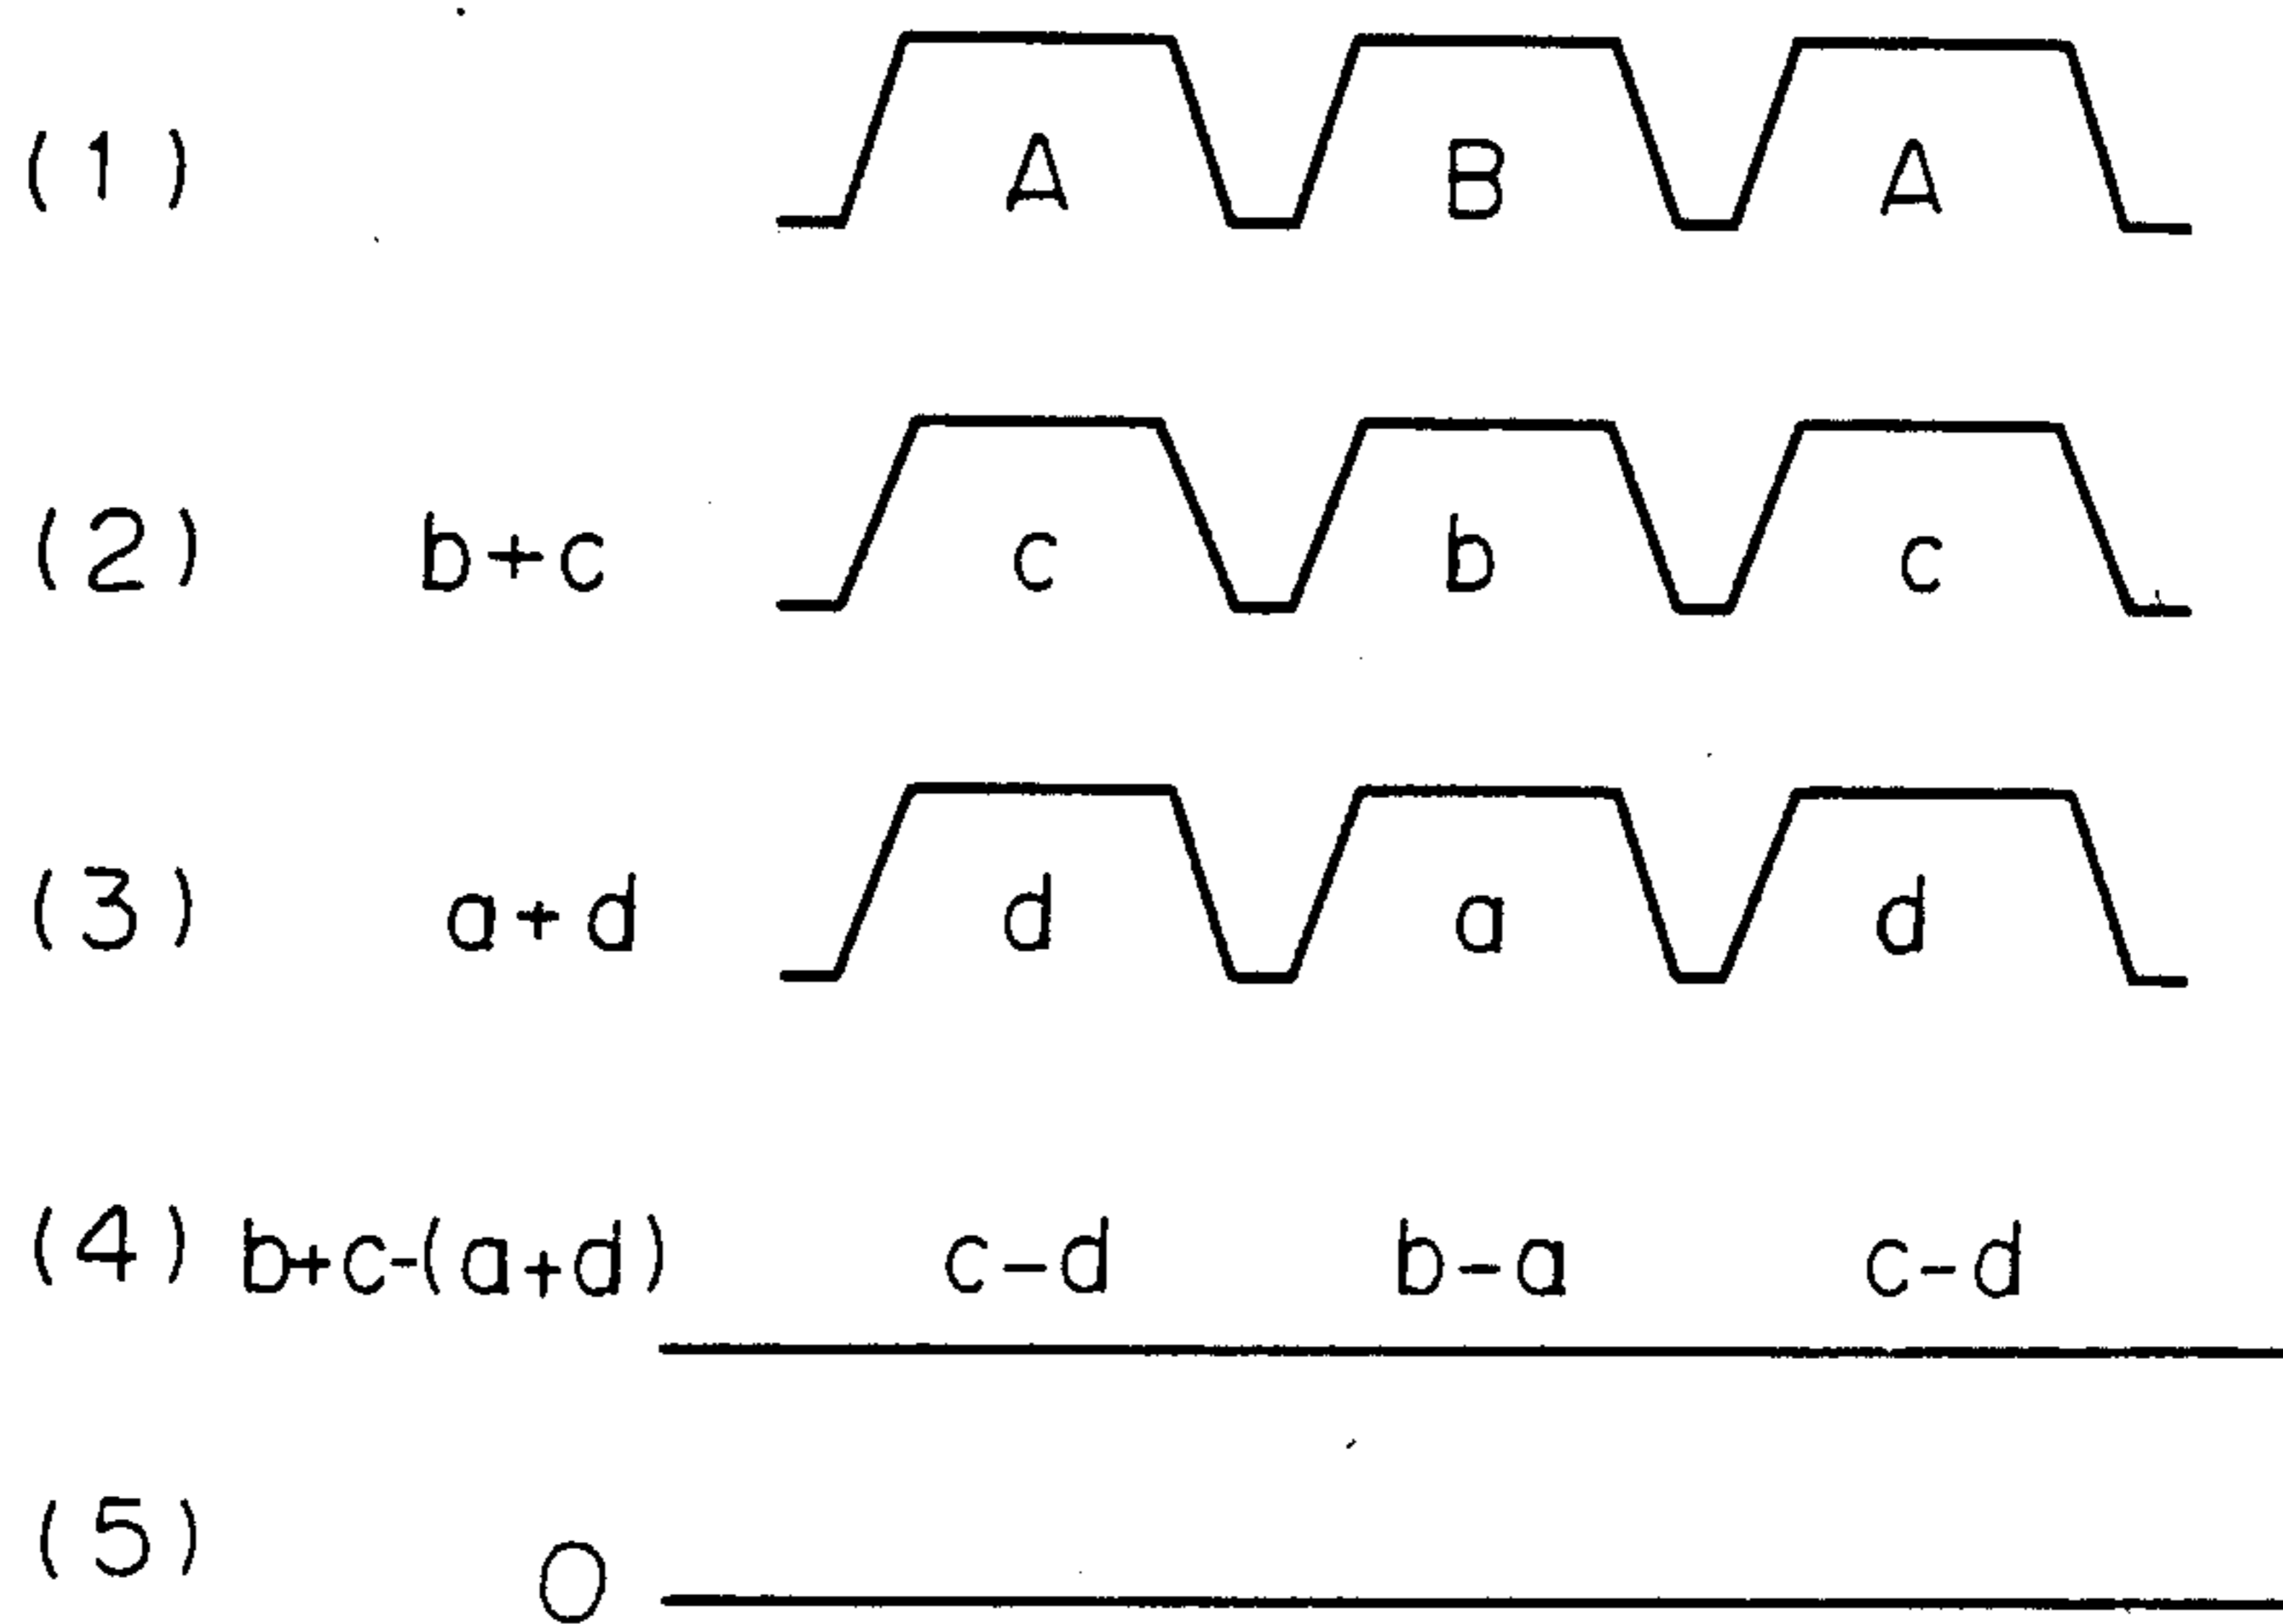 (1) A B A
(2) b+c c b c
(3) a+d d a d
(4) b+c-(a+d) c-d b-a c-d
(5) 0